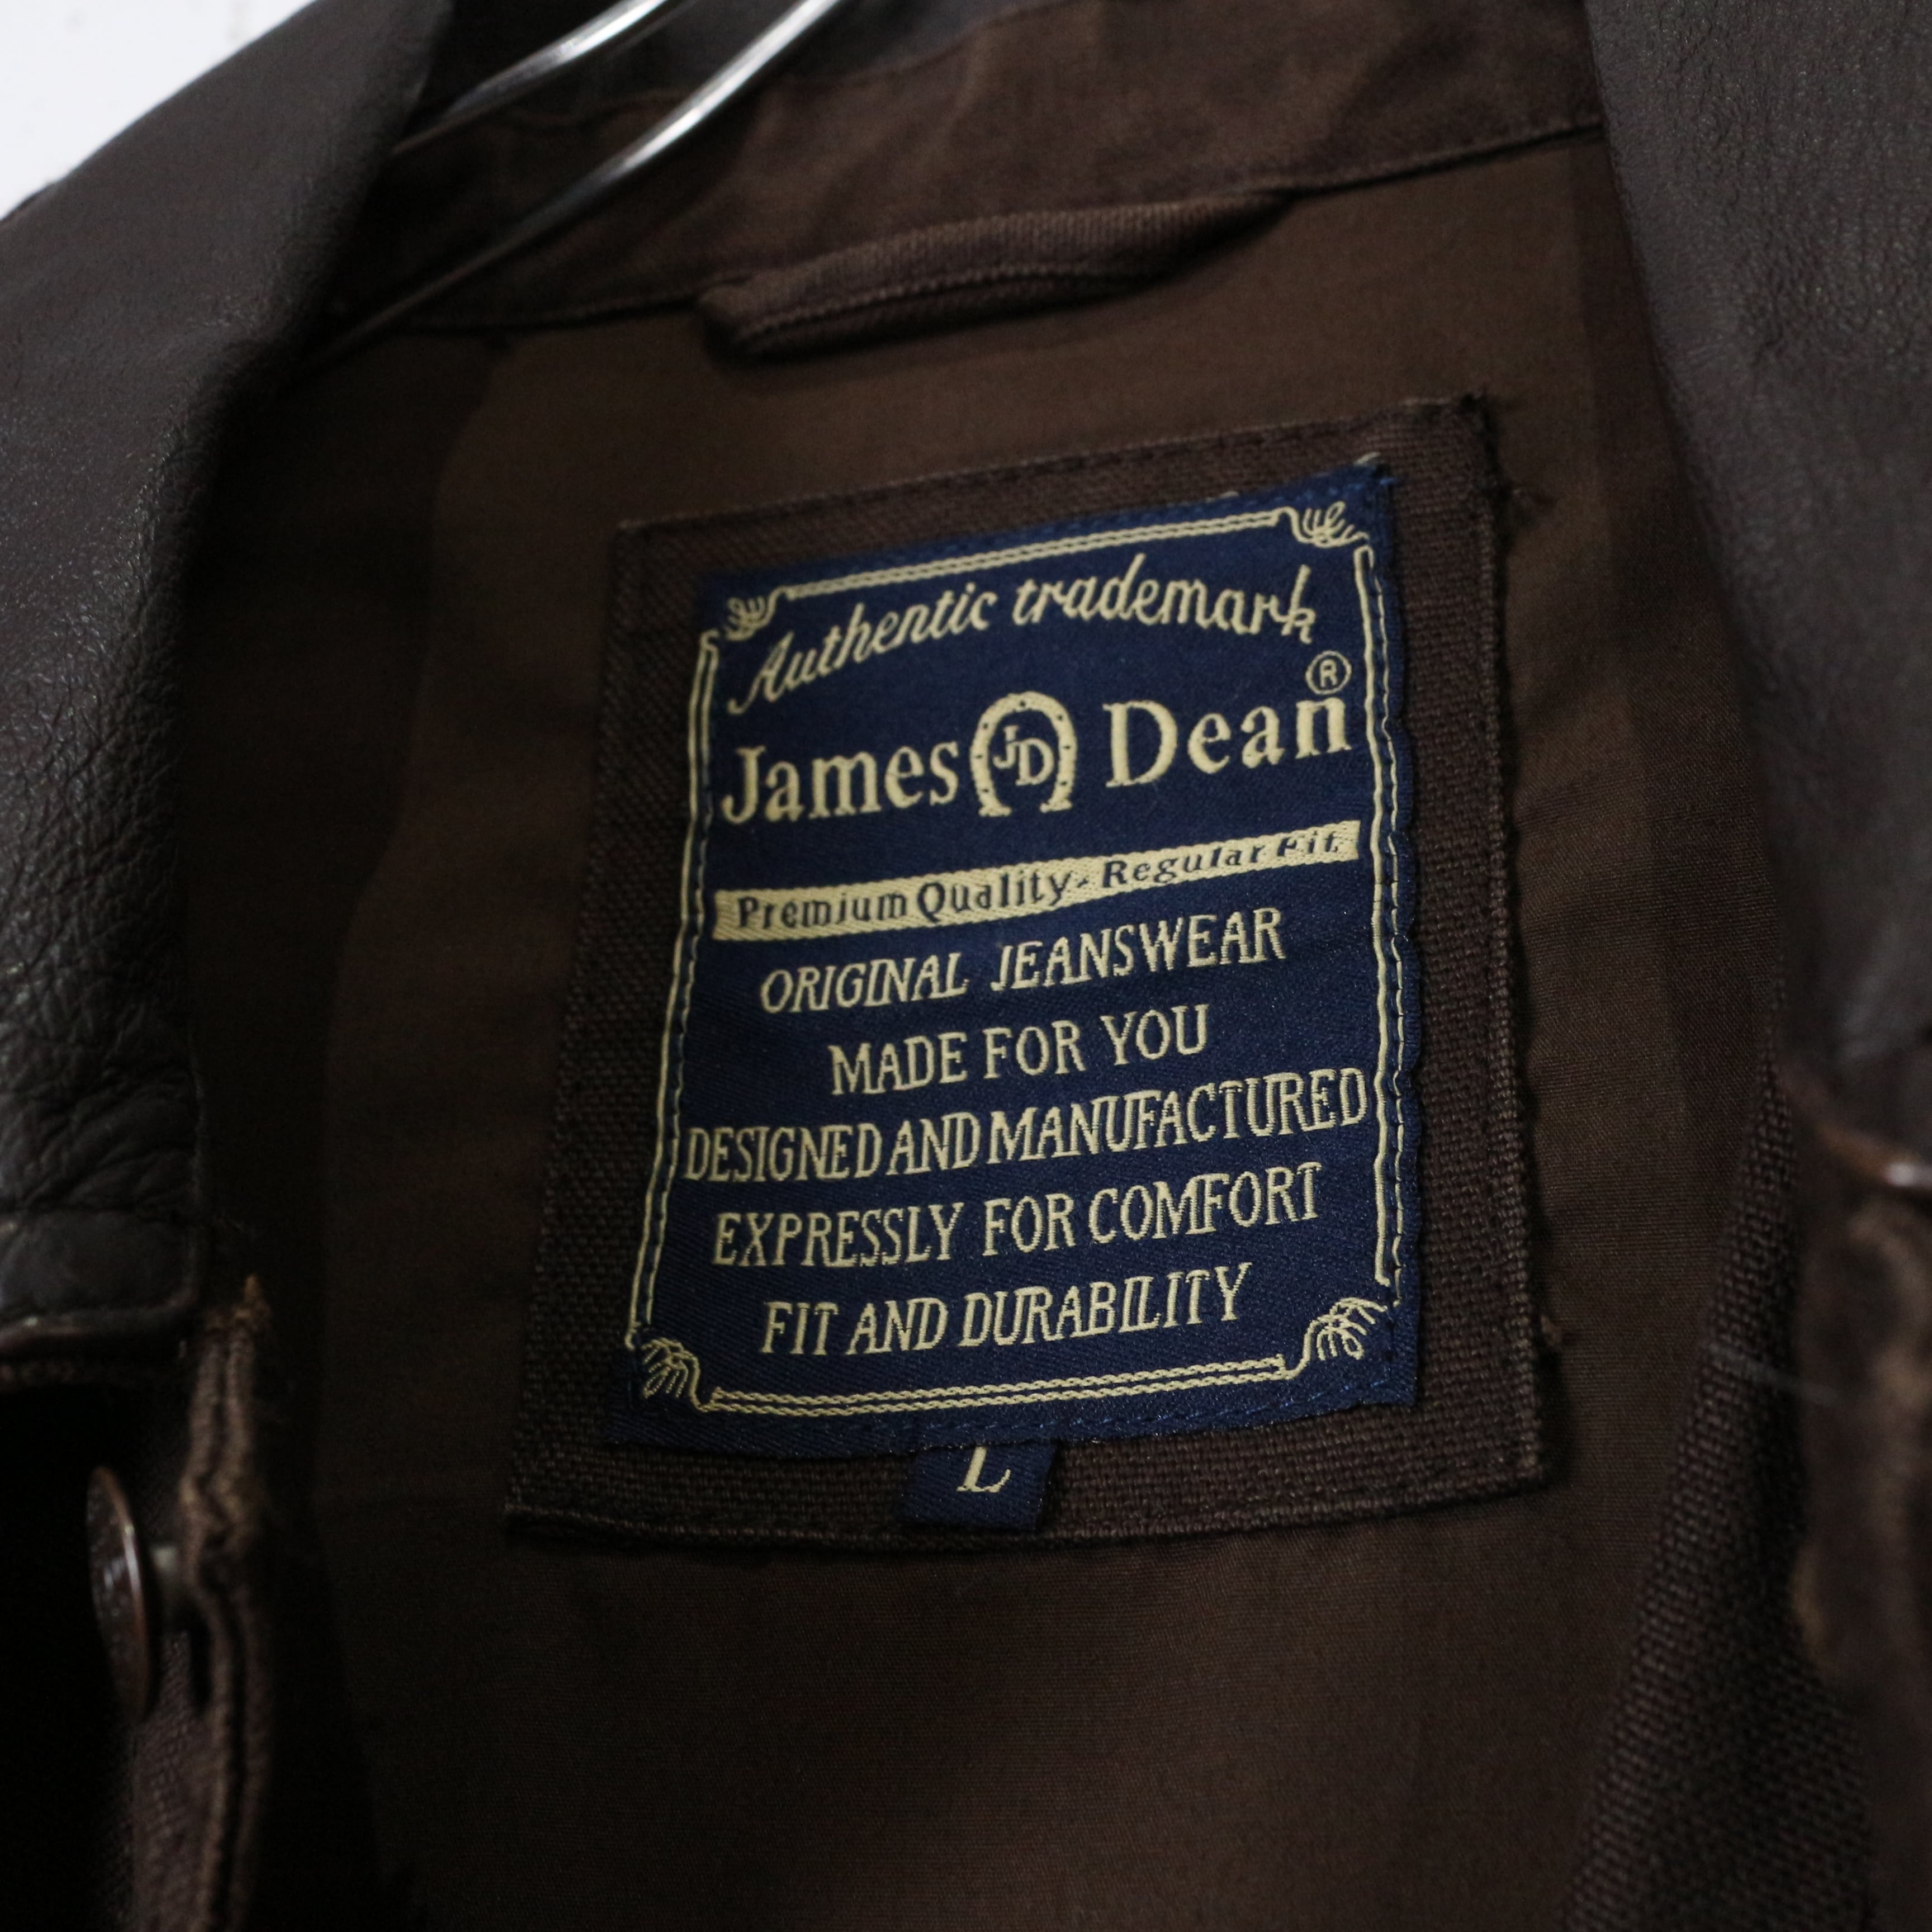 Authentic trademark
James JD Dean ®
Premium Quality - Regular Fit
ORIGINAL JEANSWEAR
MADE FOR YOU
DESIGNED AND MANUFACTURED
EXPRESSLY FOR COMFORT
FIT AND DURABILITY
L